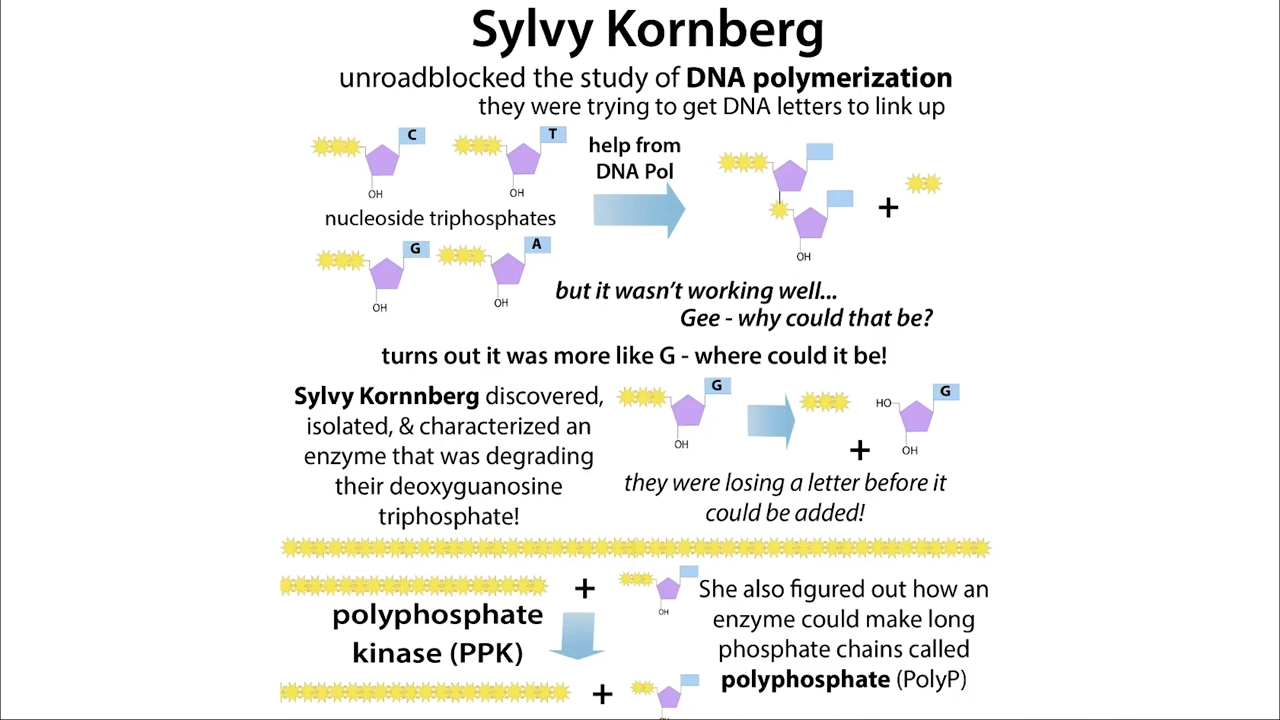 Sylvy Kornberg
unroadblocked the study of DNA polymerization
they were trying to get DNA letters to link up
C
T
help from
DNA Pol
OH
OH
nucleoside triphosphates
+
G
A
OH
OH
OH
but it wasn't working well...
Gee - why could that be?
turns out it was more like G - where could it be!
Sylvy Kornnberg discovered,
isolated, & characterized an
enzyme that was degrading
their deoxyguanosine
triphosphate!
G
OH
+
HO
G
OH
they were losing a letter before it
could be added!
+
OH
polyphosphate
kinase (PPK)
She also figured out how an
enzyme could make long
phosphate chains called
polyphosphate (PolyP)
+